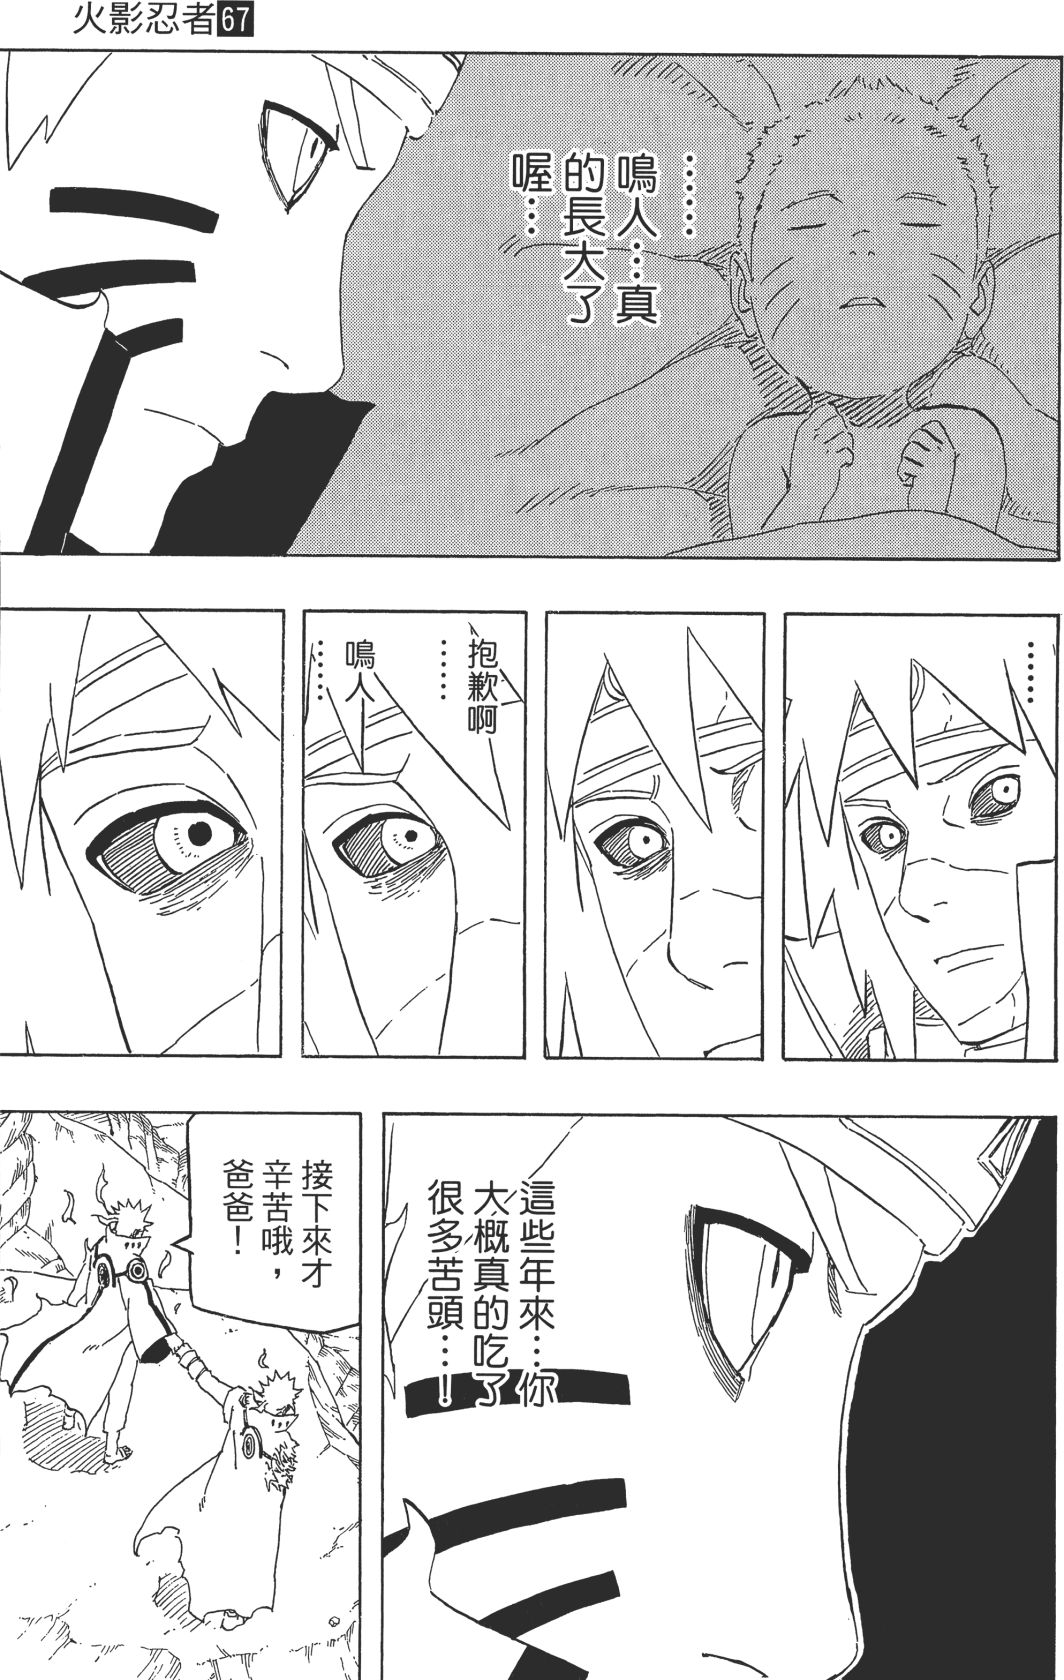 火影忍者67
⋯⋯
鳴人⋯真
的長大了
喔⋯
⋯⋯
抱歉啊
⋯⋯
鳴人
⋯⋯
這些年來⋯你
大概真的吃了
很多苦頭⋯！
接下來才
辛苦哦，
爸爸！